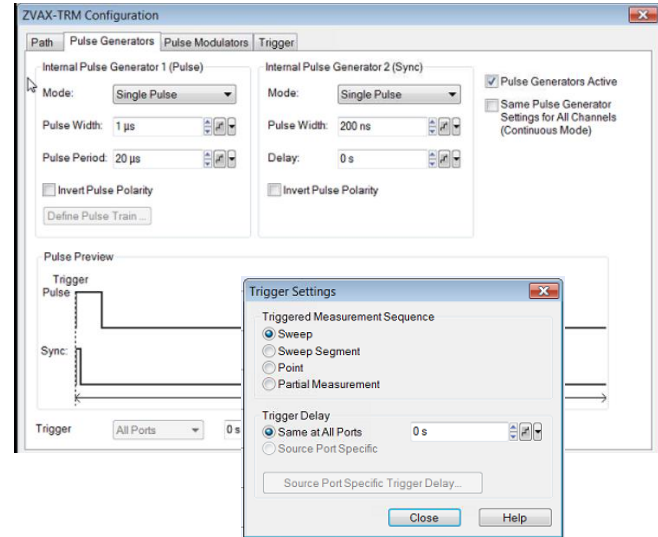 ZVAX-TRM Configuration
Path Pulse Generators Pulse Modulators Trigger
Internal Pulse Generator 1 (Pulse)
Mode: Single Pulse
Pulse Width: 1 µs
Pulse Period: 20 µs
Invert Pulse Polarity
Define Pulse Train ...
Internal Pulse Generator 2 (Sync)
Mode: Single Pulse
Pulse Width: 200 ns
Delay: 0 s
Invert Pulse Polarity
Pulse Generators Active
Same Pulse Generator
Settings for All Channels
(Continuous Mode)
Pulse Preview
Trigger
Pulse
Sync:
Trigger All Ports 0 s
Trigger Settings
Triggered Measurement Sequence
Sweep
Sweep Segment
Point
Partial Measurement
Trigger Delay
Same at All Ports 0 s
Source Port Specific
Source Port Specific Trigger Delay...
Close Help